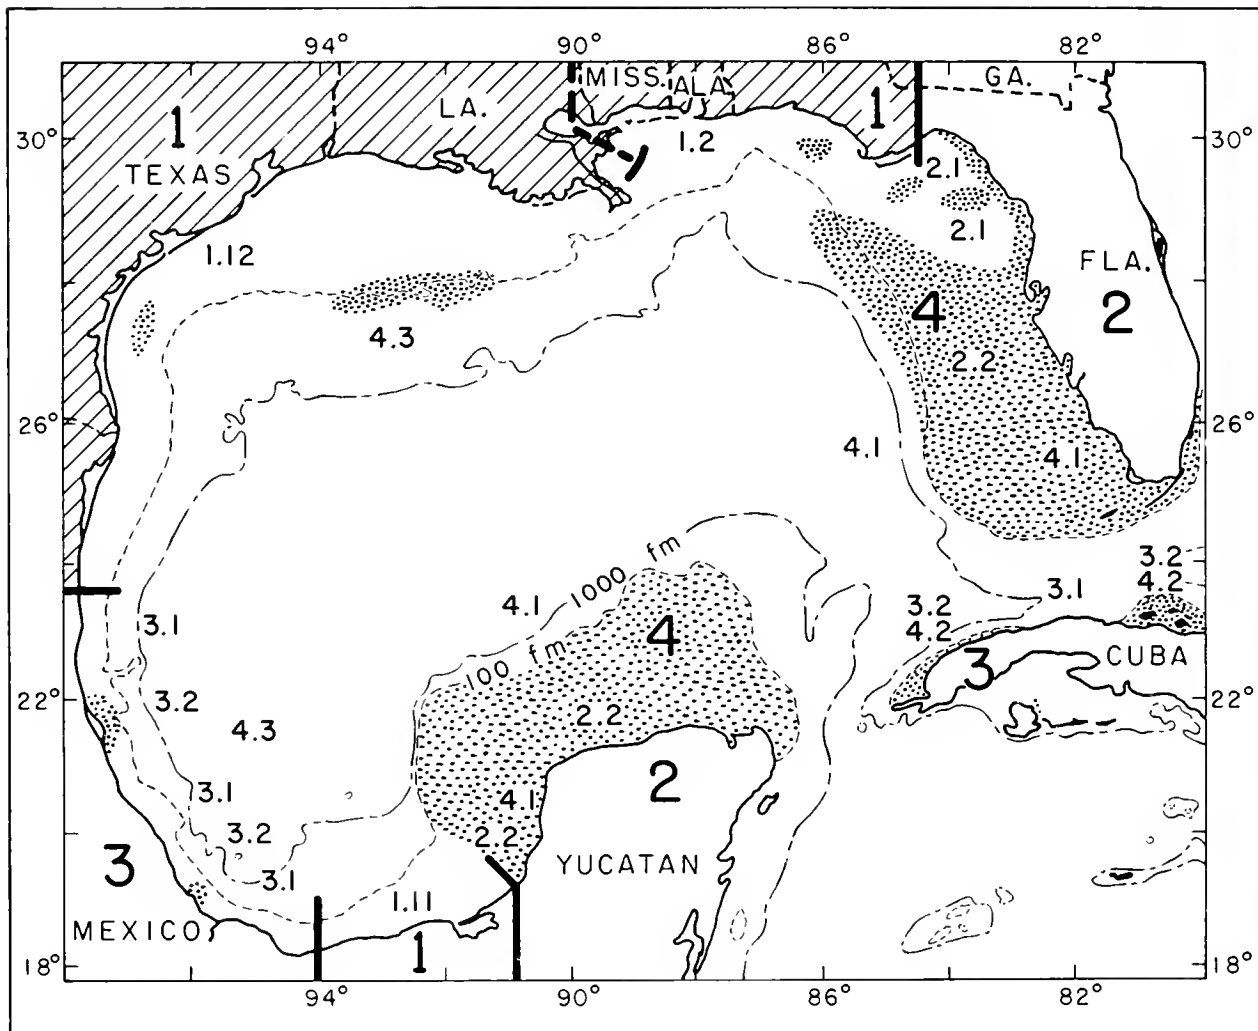 94° 90° 86° 82°
MISS. ALA. GA.
1 LA. 1
30° 1.2 30°
TEXAS 2.1
1.12 2.1 FLA.
4 2
4.3 2.2
26° 4.1 4.1 26°
1000 fm 3.2
4.2
4.1 3.2 3.1
4.2
3.1 4 CUBA
100 fm 3
22° 3.2 2.2 22°
4.3
3.1 4.1 2
3.2 2.2
3 3.1 YUCATAN
1.11
MEXICO 1
18° 18°
94° 90° 86° 82°